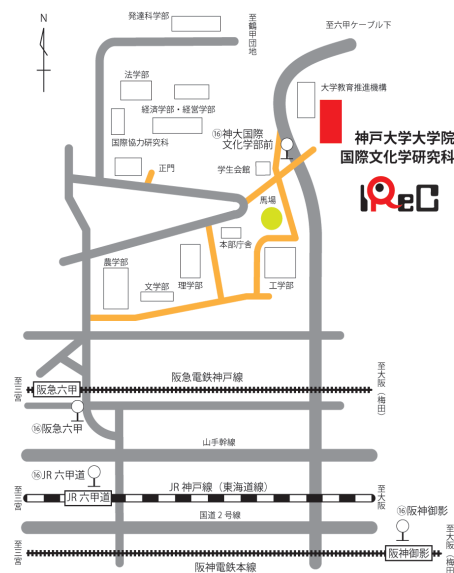 N
発達科学部
至鶴甲団地
至六甲ケーブル下
法学部
大学教育推進機構
経済学部・経営学部
⑯神大国際
文化学部前
神戸大学大学院
国際文化学研究科
国際協力研究科
正門
学生会館
IReC
馬場
本部庁舎
農学部
理学部
工学部
文学部
阪急電鉄神戸線
至大阪(梅田)
至三宮
阪急六甲
⑯阪急六甲
山手幹線
⑯JR 六甲道
JR 神戸線(東海道線)
至三宮
JR 六甲道
至大阪
国道 2 号線
⑯阪神御影
至三宮
阪神御影
至大阪(梅田
阪神電鉄本線